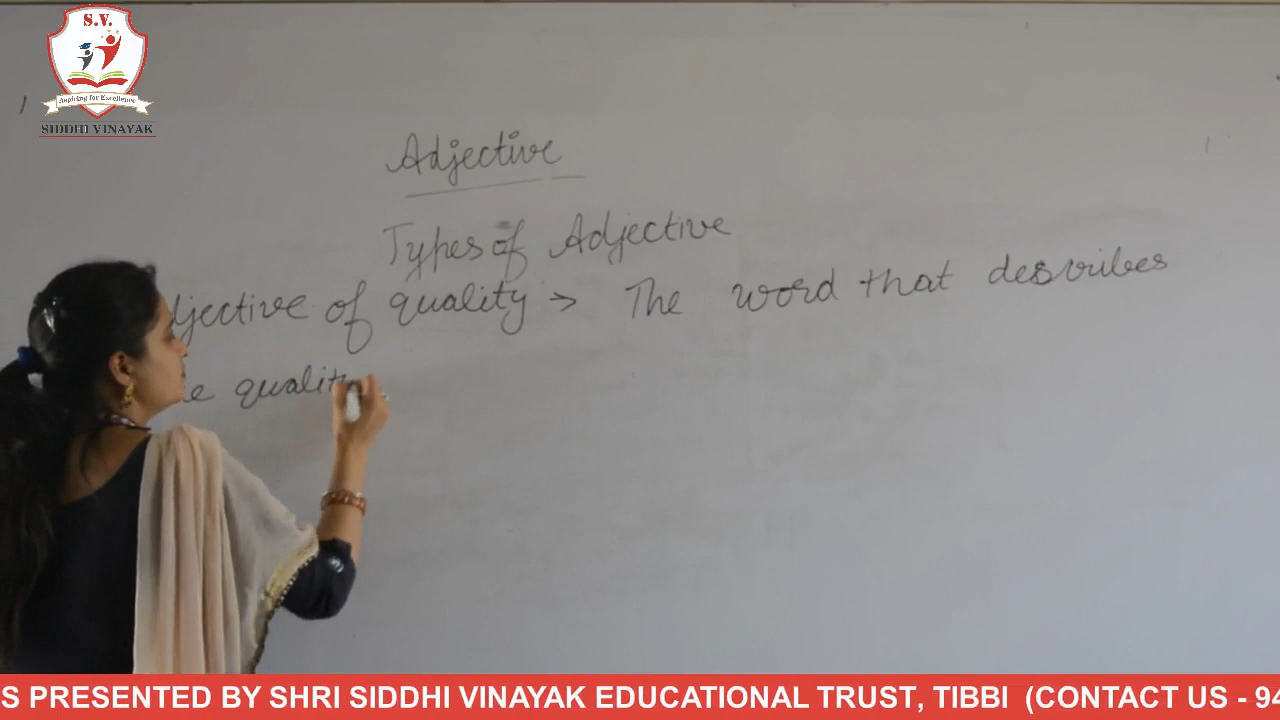 S.V.
Aspiring for Excellence
SIDDHI VINAYAK
Adjective
Types of Adjective
djective of quality → The word that describes
e quality
S PRESENTED BY SHRI SIDDHI VINAYAK EDUCATIONAL TRUST, TIBBI (CONTACT US - 94